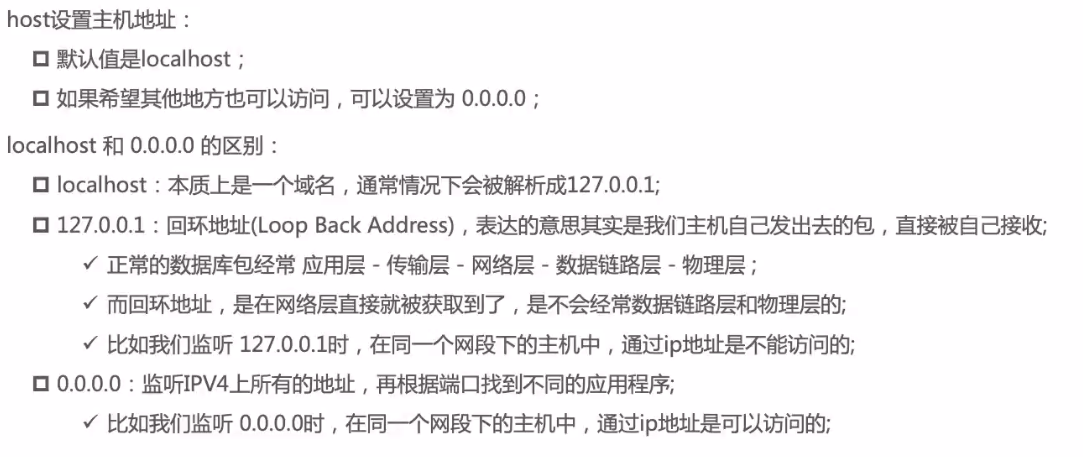 host设置主机地址：
默认值是localhost；
如果希望其他地方也可以访问，可以设置为 0.0.0.0；
localhost 和 0.0.0.0 的区别：
localhost：本质上是一个域名，通常情况下会被解析成127.0.0.1;
127.0.0.1：回环地址(Loop Back Address)，表达的意思其实是我们主机自己发出去的包，直接被自己接收;
✓ 正常的数据库包经常 应用层 - 传输层 - 网络层 - 数据链路层 - 物理层；
✓ 而回环地址，是在网络层直接就被获取到了，是不会经常数据链路层和物理层的;
✓ 比如我们监听 127.0.0.1时，在同一个网段下的主机中，通过ip地址是不能访问的;
0.0.0.0：监听IPV4上所有的地址，再根据端口找到不同的应用程序;
✓ 比如我们监听 0.0.0.0时，在同一个网段下的主机中，通过ip地址是可以访问的;